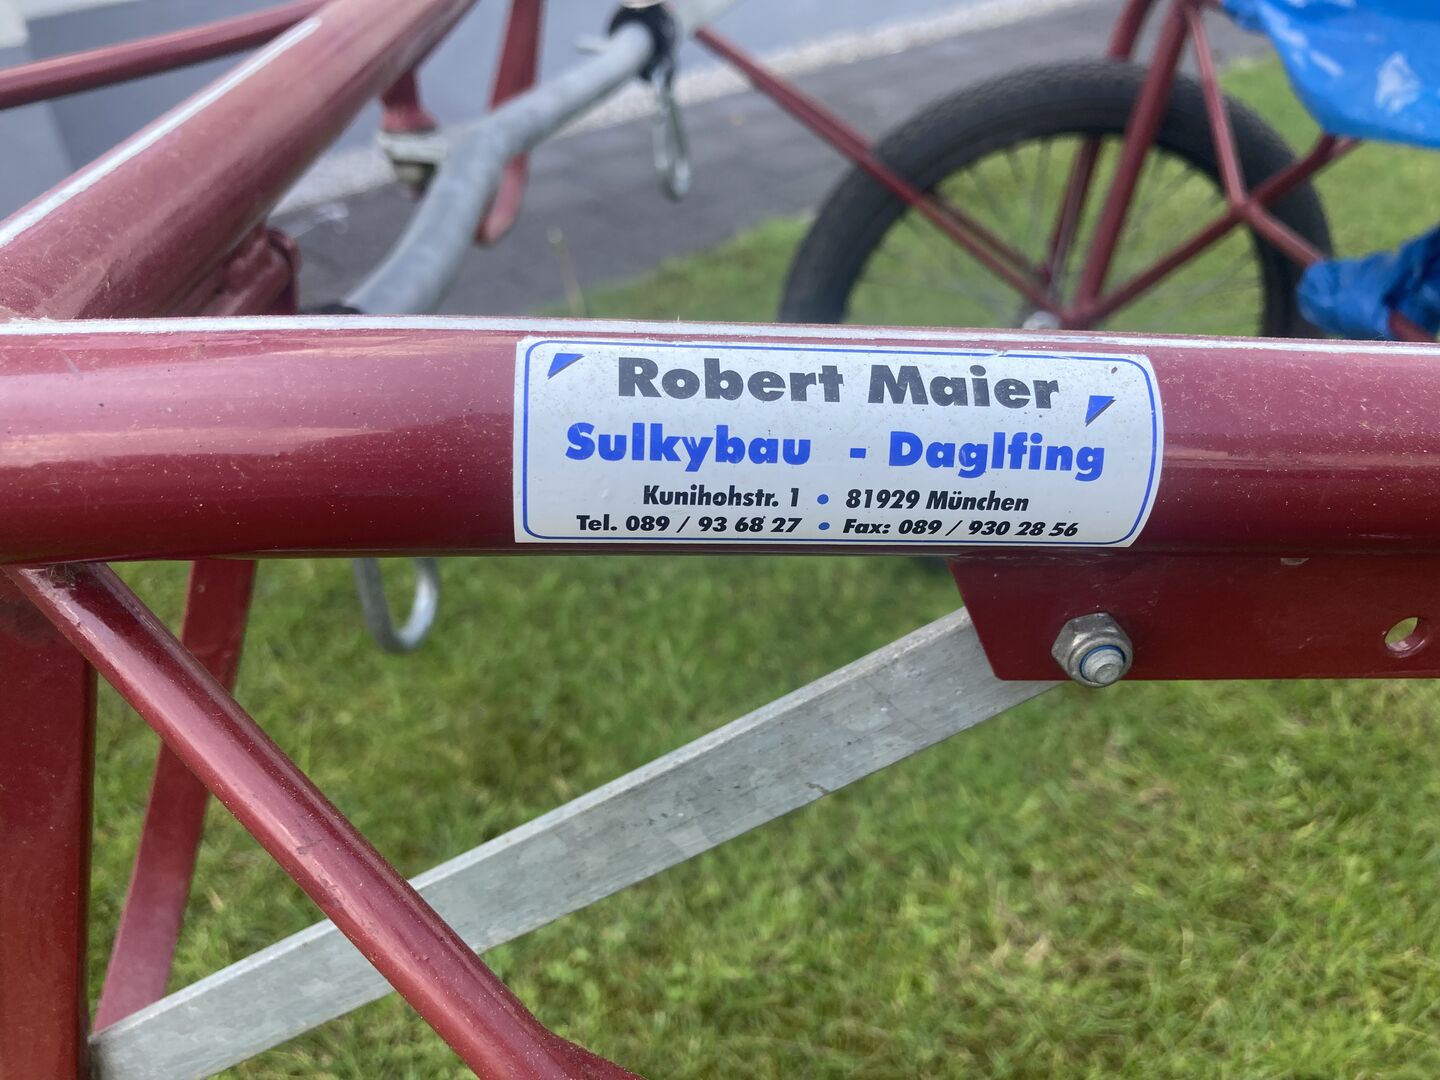 Robert Maier
Sulkybau - Daglfing
Kunihohstr. 1 • 81929 München
Tel. 089 / 93 68 27 • Fax: 089 / 930 28 56